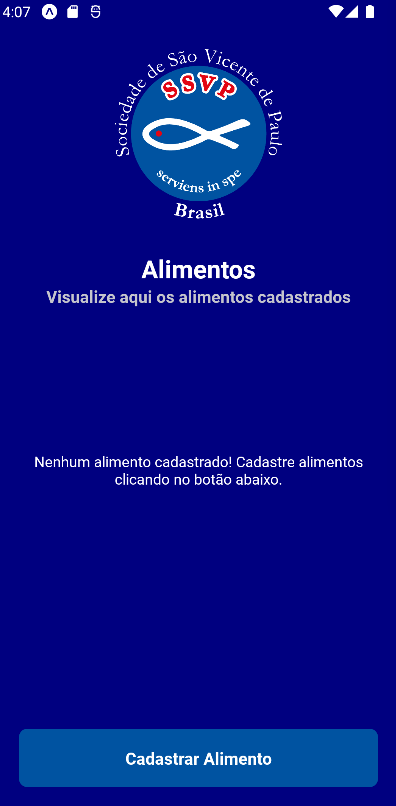 4:07
Sociedade de São Vicente de Paulo
SSVP
serviens in spe
Brasil
Alimentos
Visualize aqui os alimentos cadastrados
Nenhum alimento cadastrado! Cadastre alimentos
clicando no botão abaixo.
Cadastrar Alimento